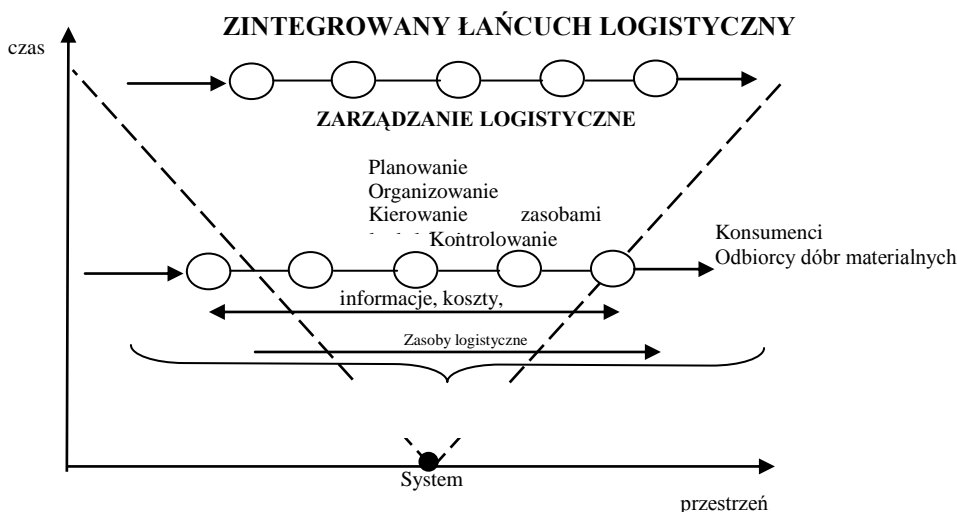 ZINTEGROWANY ŁAŃCUCH LOGISTYCZNY
czas
ZARZĄDZANIE LOGISTYCZNE
Planowanie
Organizowanie
Kierowanie zasobami
Kontrolowanie
Konsumenci
Odbiorcy dóbr materialnych
informacje, koszty,
Zasoby logistyczne
System
przestrzeń